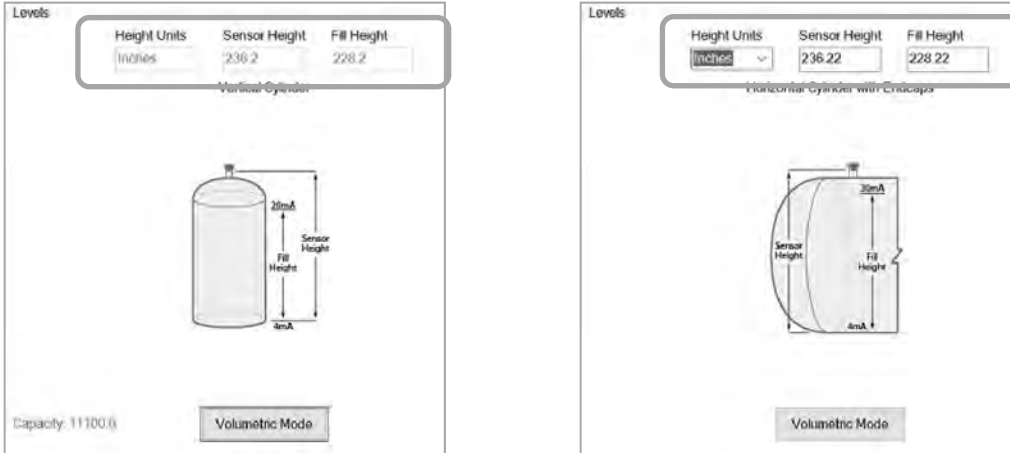 Levels
Height Units Sensor Height Fill Height
Inches 236.2 228.2
Vertical Cylinder
20mA
Sensor
Height
Fill
Height
4mA
Capacity: 11100.0
Volumetric Mode
Levels
Height Units Sensor Height Fill Height
Inches 236.22 228.22
Horizontal Cylinder with Endcaps
20mA
Sensor
Height
Fill
Height
4mA
Volumetric Mode